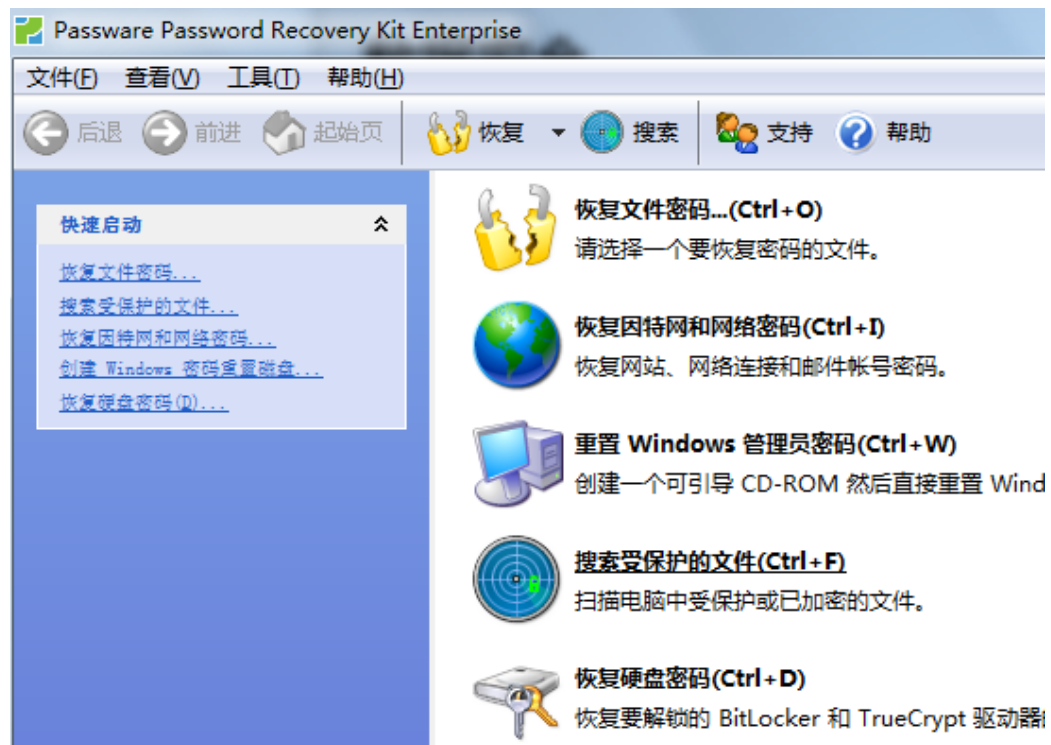 Passware Password Recovery Kit Enterprise
文件(F) 查看(V) 工具(T) 帮助(H)
后退 前进 起始页 恢复 搜索 支持 帮助
快速启动
恢复文件密码...
搜索受保护的文件...
恢复因特网和网络密码...
创建 Windows 密码重置磁盘...
恢复硬盘密码(D)...
恢复文件密码...(Ctrl+O)
请选择一个要恢复密码的文件。
恢复因特网和网络密码(Ctrl+I)
恢复网站、网络连接和邮件帐号密码。
重置 Windows 管理员密码(Ctrl+W)
创建一个可引导 CD-ROM 然后直接重置 Wind
搜索受保护的文件(Ctrl+F)
扫描电脑中受保护或已加密的文件。
恢复硬盘密码(Ctrl+D)
恢复要解锁的 BitLocker 和 TrueCrypt 驱动器